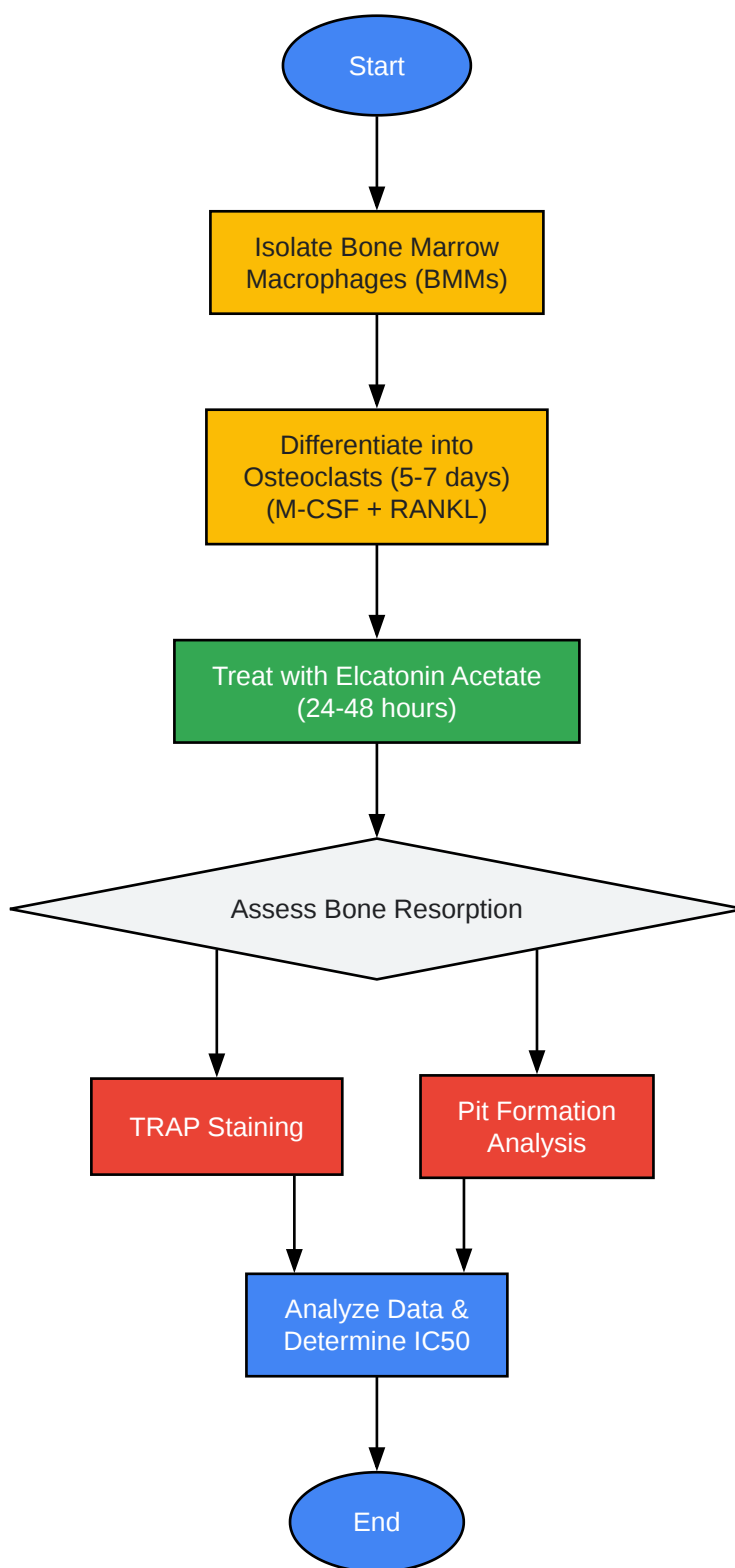 Start
Isolate Bone Marrow
Macrophages (BMMs)
Differentiate into
Osteoclasts (5-7 days)
(M-CSF + RANKL)
Treat with Elcatonin Acetate
(24-48 hours)
Assess Bone Resorption
TRAP Staining
Pit Formation
Analysis
Analyze Data &
Determine IC50
End